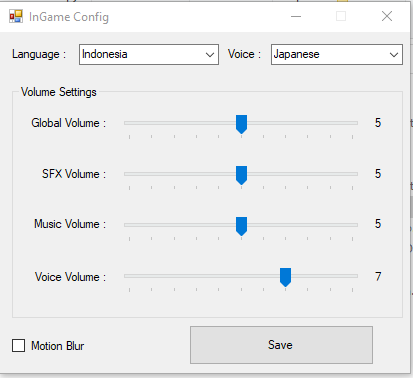 InGame Config
Language : Indonesia Voice : Japanese
Volume Settings
Global Volume : 5
SFX Volume : 5
Music Volume : 5
Voice Volume : 7
Motion Blur Save